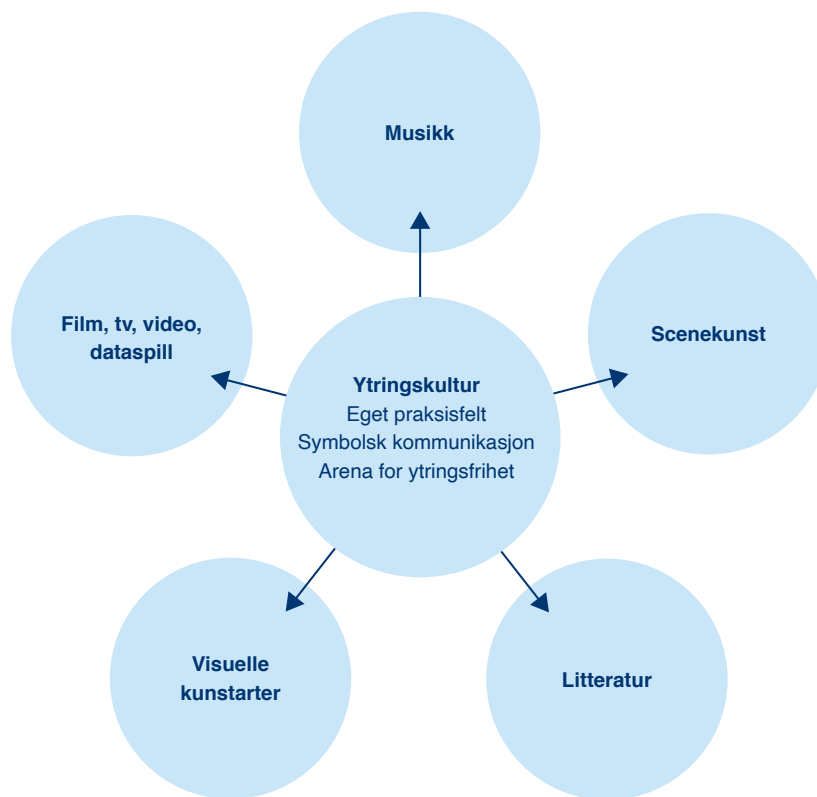 Musikk
Film, tv, video,
dataspill
Scenekunst
Ytringskultur
Eget praksisfelt
Symbolsk kommunikasjon
Arena for ytringsfrihet
Visuelle
kunstarter
Litteratur